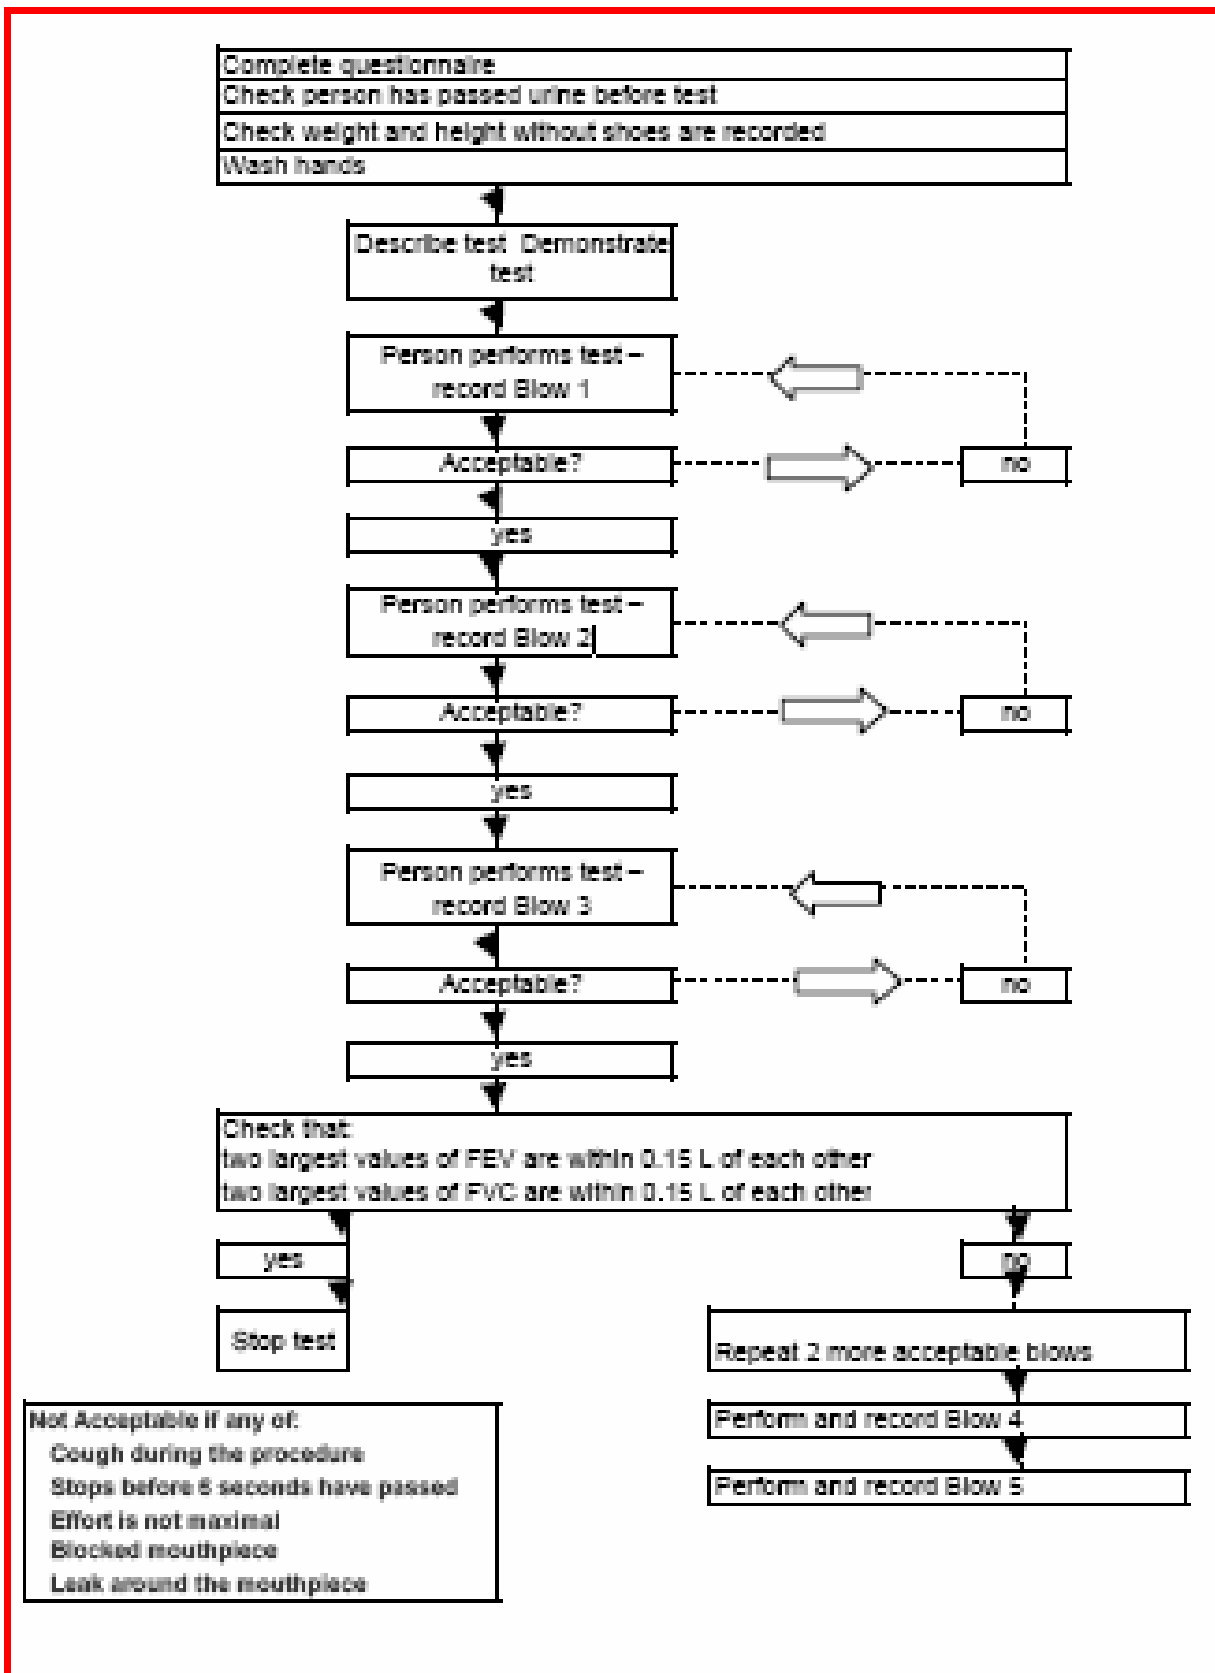 Complete questionnaire
Check person has passed urine before test
Check weight and height without shoes are recorded
Wash hands
Describe test Demonstrate
test
Person performs test –
record Blow 1
Acceptable?
no
yes
Person performs test –
record Blow 2
Acceptable?
no
yes
Person performs test –
record Blow 3
Acceptable?
no
yes
Check that:
two largest values of FEV are within 0.15 L of each other
two largest values of FVC are within 0.15 L of each other
yes
no
Stop test
Repeat 2 more acceptable blows
Perform and record Blow 4
Perform and record Blow 5
Not Acceptable if any of:
Cough during the procedure
Stops before 6 seconds have passed
Effort is not maximal
Blocked mouthpiece
Leak around the mouthpiece